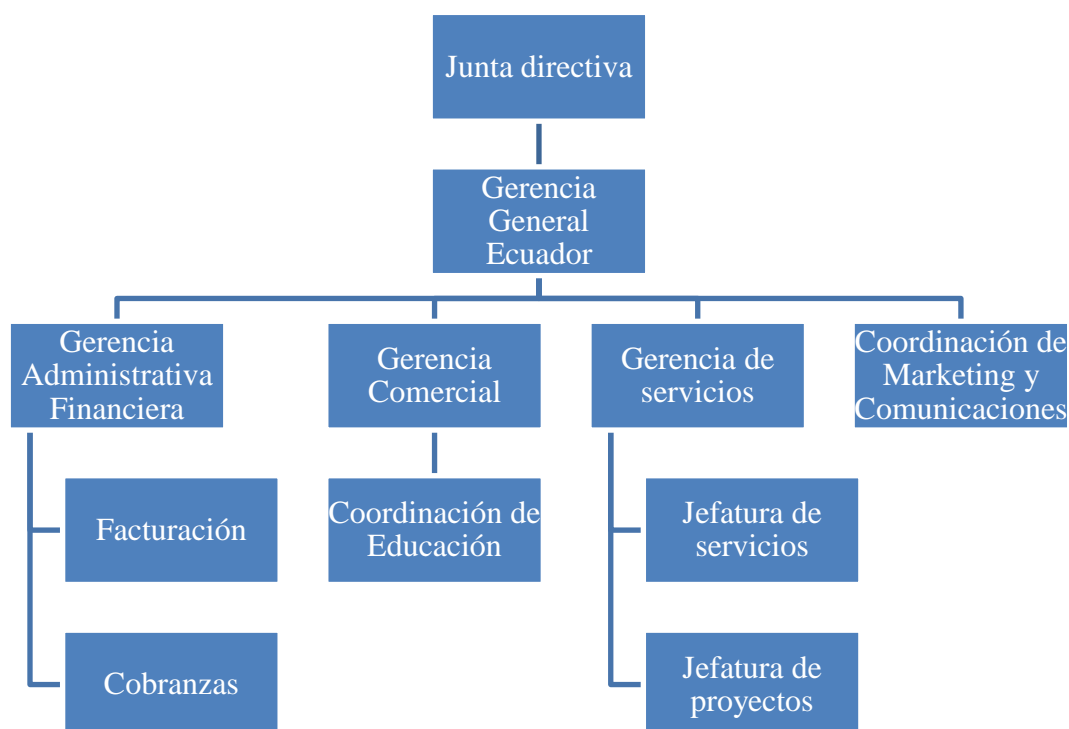 Junta directiva
Gerencia
General
Ecuador
Gerencia
Administrativa
Financiera
Gerencia
Comercial
Gerencia de
servicios
Coordinación de
Marketing y
Comunicaciones
Facturación
Coordinación de
Educación
Jefatura de
servicios
Cobranzas
Jefatura de
proyectos